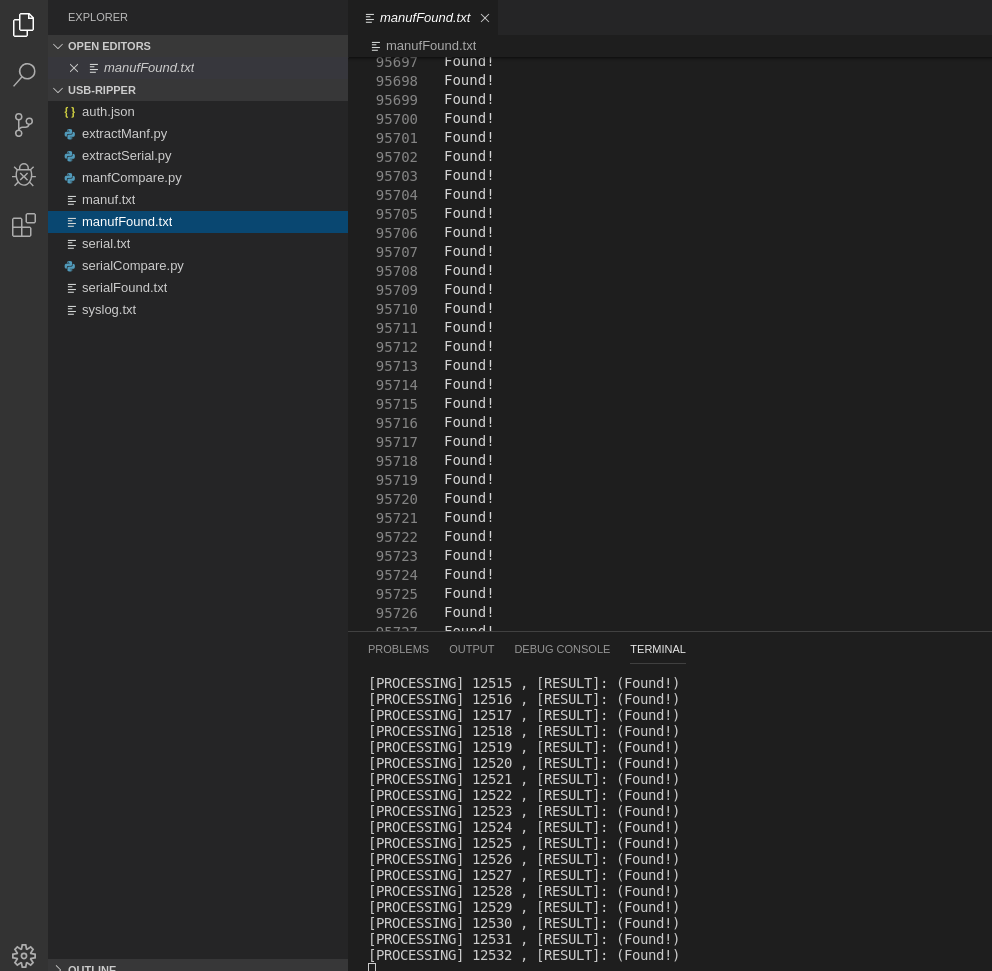 EXPLORER
OPEN EDITORS
manufFound.txt
USB-RIPPER
{ } auth.json
extractManf.py
extractSerial.py
manfCompare.py
manuf.txt
manufFound.txt
serial.txt
serialCompare.py
serialFound.txt
syslog.txt
OUTLINE
manufFound.txt
manufFound.txt
95697 Found!
95698 Found!
95699 Found!
95700 Found!
95701 Found!
95702 Found!
95703 Found!
95704 Found!
95705 Found!
95706 Found!
95707 Found!
95708 Found!
95709 Found!
95710 Found!
95711 Found!
95712 Found!
95713 Found!
95714 Found!
95715 Found!
95716 Found!
95717 Found!
95718 Found!
95719 Found!
95720 Found!
95721 Found!
95722 Found!
95723 Found!
95724 Found!
95725 Found!
95726 Found!
95727 Found!
PROBLEMS OUTPUT DEBUG CONSOLE TERMINAL
[PROCESSING] 12515 , [RESULT]: (Found!)
[PROCESSING] 12516 , [RESULT]: (Found!)
[PROCESSING] 12517 , [RESULT]: (Found!)
[PROCESSING] 12518 , [RESULT]: (Found!)
[PROCESSING] 12519 , [RESULT]: (Found!)
[PROCESSING] 12520 , [RESULT]: (Found!)
[PROCESSING] 12521 , [RESULT]: (Found!)
[PROCESSING] 12522 , [RESULT]: (Found!)
[PROCESSING] 12523 , [RESULT]: (Found!)
[PROCESSING] 12524 , [RESULT]: (Found!)
[PROCESSING] 12525 , [RESULT]: (Found!)
[PROCESSING] 12526 , [RESULT]: (Found!)
[PROCESSING] 12527 , [RESULT]: (Found!)
[PROCESSING] 12528 , [RESULT]: (Found!)
[PROCESSING] 12529 , [RESULT]: (Found!)
[PROCESSING] 12530 , [RESULT]: (Found!)
[PROCESSING] 12531 , [RESULT]: (Found!)
[PROCESSING] 12532 , [RESULT]: (Found!)